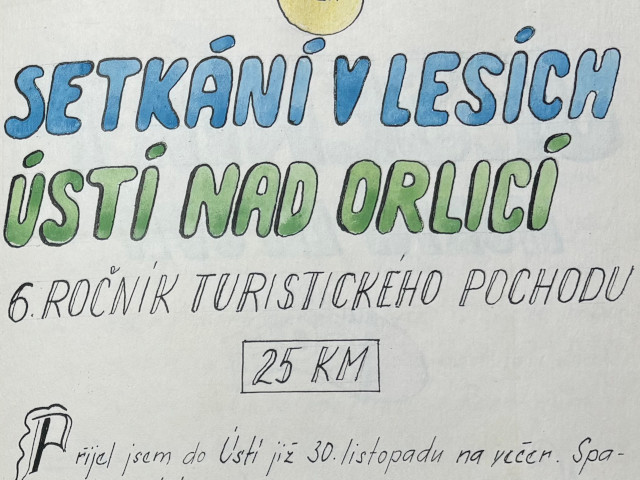 SETKÁNÍ V LESÍCH
ÚSTÍ NAD ORLICÍ
6. ROČNÍK TURISTICKÉHO POCHODU
25 KM
Přijel jsem do Ústí již 30. listopadu na večer. Spa-